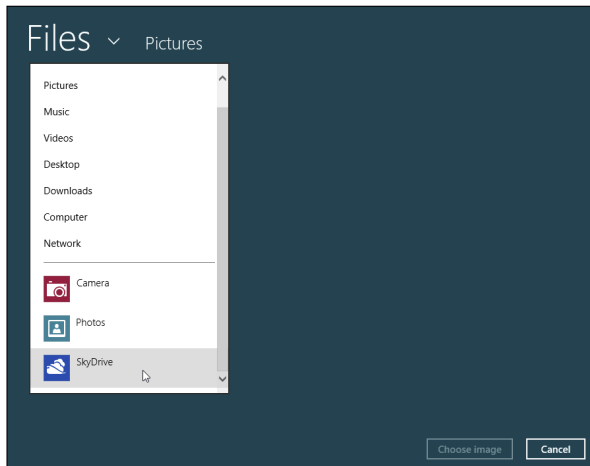 Files Pictures
Pictures
Music
Videos
Desktop
Downloads
Computer
Network
Camera
Photos
SkyDrive
Choose image Cancel